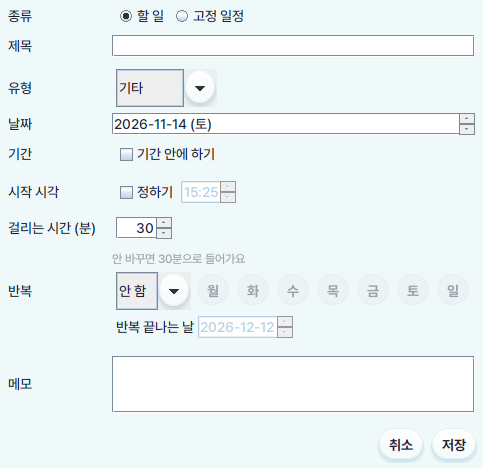 종류 할 일 고정 일정
제목
유형 기타
날짜 2026-11-14 (토)
기간 기간 안에 하기
시작 시각 정하기 15:25
걸리는 시간 (분) 30
안 바꾸면 30분으로 들어가요
반복 안 함 월 화 수 목 금 토 일
반복 끝나는 날 2026-12-12
메모
취소 저장